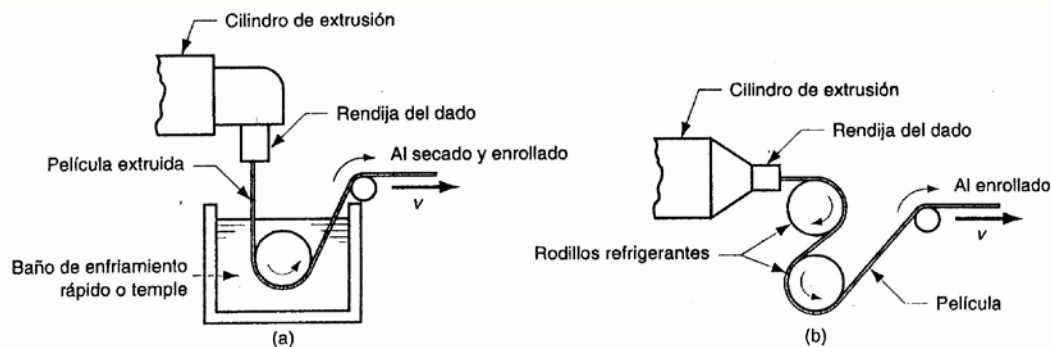 Cilindro de extrusión
Rendija del dado
Película extruida
Al secado y enrollado
v
Baño de enfriamiento
rápido o temple
(a)
Cilindro de extrusión
Rendija del dado
Al enrollado
v
Rodillos refrigerantes
Película
(b)